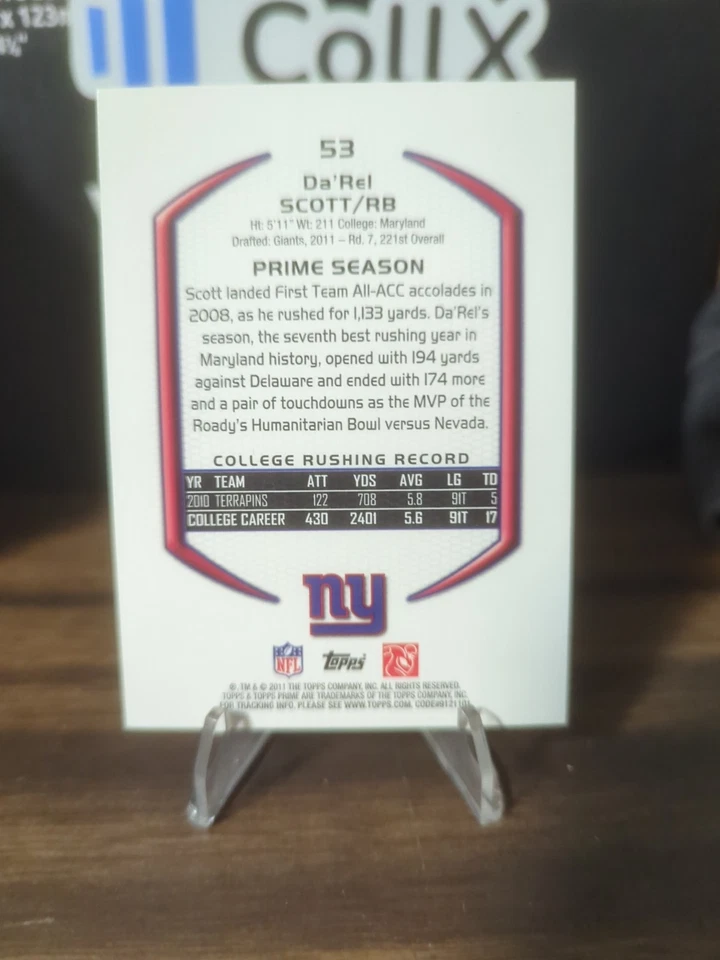 x 123
CollX
53
Da'Rel
SCOTT/RB
Ht: 5'11" Wt: 211 College: Maryland
Drafted: Giants, 2011 – Rd. 7, 221st Overall
PRIME SEASON
Scott landed First Team All-ACC accolades in
2008, as he rushed for 1,133 yards. Da'Rel's
season, the seventh best rushing year in
Maryland history, opened with 194 yards
against Delaware and ended with 174 more
and a pair of touchdowns as the MVP of the
Roady's Humanitarian Bowl versus Nevada.
COLLEGE RUSHING RECORD
YR TEAM ATT YDS AVG LG TD
2010 TERRAPINS 122 708 5.8 91T 5
COLLEGE CAREER 430 2401 5.6 91T 17
ny
NFL Topps
®, TM & © 2011 THE TOPPS COMPANY, INC. ALL RIGHTS RESERVED.
TOPPS & TOPPS PRIME ARE TRADEMARKS OF THE TOPPS COMPANY, INC.
FOR TRACKING INFO, PLEASE SEE WWW.TOPPS.COM. CODE#9121101